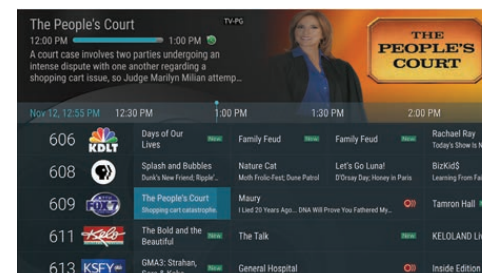 The People's Court TV-PG
12:00 PM 1:00 PM
A court case involves two parties undergoing an
intense dispute with one another regarding a
shopping cart issue, so Judge Marilyn Milian attemp...
THE
PEOPLE'S
COURT
Nov 12, 12:55 PM 12:30 PM 1:00 PM 1:30 PM 2:00 PM
606 KDLT Days of Our Lives New Family Feud New Family Feud New Rachael Ray
Today's Show Is N
608 Splash and Bubbles Nature Cat Let's Go Luna! BizKid$
Dunk's New Friend; Ripple'... Moth Frolic-Fest; Dune Patrol D'Orsay Day; Honey in Paris Learning From Fai
609 FOX 7 The People's Court Maury Tamron Hall
Shopping cart catastrophe. I Lied 20 Years Ago... DNA Will Prove You Fathered My...
611 Kelo The Bold and the Beautiful New The Talk New KELOLAND Li
613 KSFY GMA3: Strahan, General Hospital Inside Edition